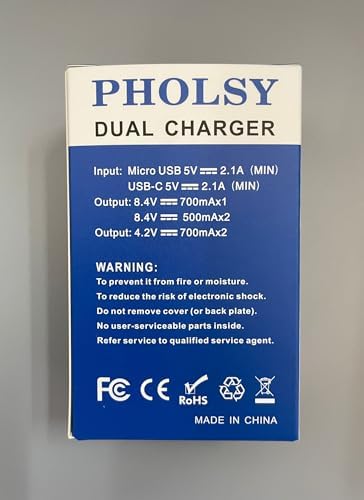 PHOLSY
DUAL CHARGER
Input: Micro USB 5V ⎓ 2.1A (MIN)
USB-C 5V ⎓ 2.1A (MIN)
Output: 8.4V ⎓ 700mAx1
8.4V ⎓ 500mAx2
Output: 4.2V ⎓ 700mAx2
WARNING:
To prevent it from fire or moisture.
To reduce the risk of electronic shock.
Do not remove cover (or back plate).
No user-serviceable parts inside.
Refer service to qualified service agent.
FC CE RoHS
MADE IN CHINA